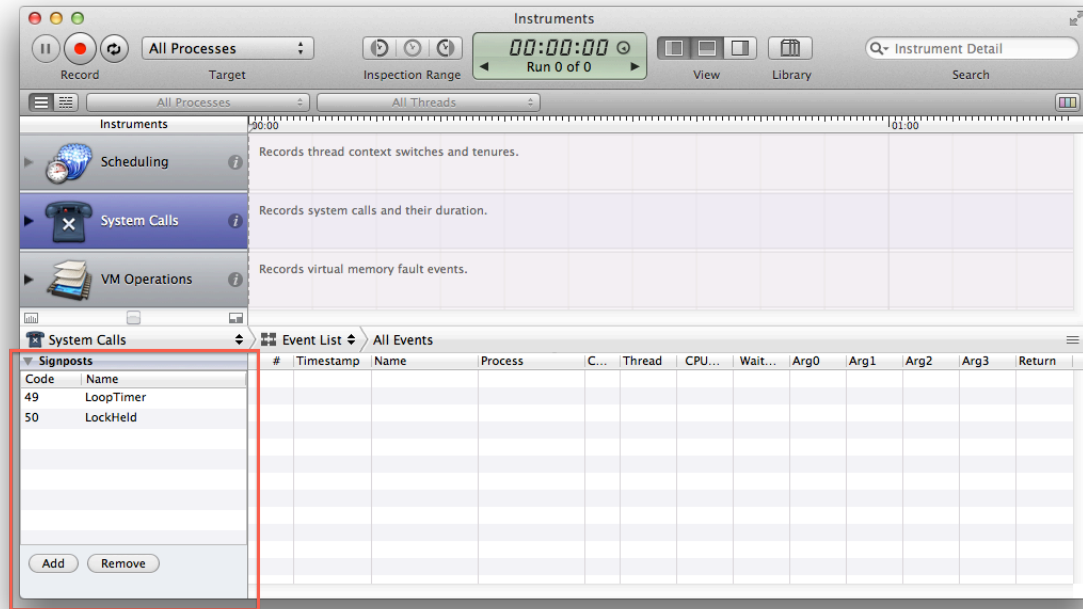 Instruments
All Processes
00:00:00
Run 0 of 0
Instrument Detail
Record
Target
Inspection Range
View
Library
Search
All Processes
All Threads
Instruments
00:00
01:00
Scheduling
Records thread context switches and tenures.
System Calls
Records system calls and their duration.
VM Operations
Records virtual memory fault events.
System Calls
Event List
All Events
Signposts
# Timestamp Name Process C... Thread CPU... Wait... Arg0 Arg1 Arg2 Arg3 Return
Code Name
49 LoopTimer
50 LockHeld
Add Remove